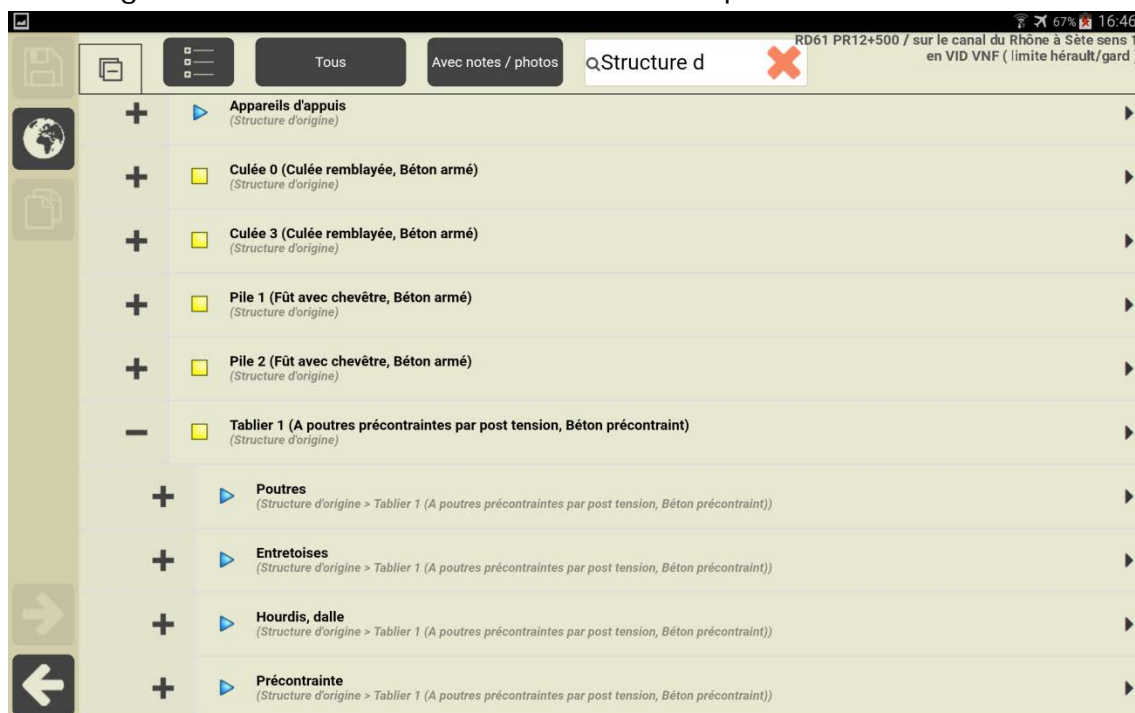 67% 16:46
Tous
Avec notes / photos
Structure d
RD61 PR12+500 / sur le canal du Rhône à Sète sens 1
en VID VNF ( limite hérault/gard )
Appareils d'appuis
(Structure d'origine)
Culée 0 (Culée remblayée, Béton armé)
(Structure d'origine)
Culée 3 (Culée remblayée, Béton armé)
(Structure d'origine)
Pile 1 (Fût avec chevêtre, Béton armé)
(Structure d'origine)
Pile 2 (Fût avec chevêtre, Béton armé)
(Structure d'origine)
Tablier 1 (A poutres précontraintes par post tension, Béton précontraint)
(Structure d'origine)
Poutres
(Structure d'origine > Tablier 1 (A poutres précontraintes par post tension, Béton précontraint))
Entretoises
(Structure d'origine > Tablier 1 (A poutres précontraintes par post tension, Béton précontraint))
Hourdis, dalle
(Structure d'origine > Tablier 1 (A poutres précontraintes par post tension, Béton précontraint))
Précontrainte
(Structure d'origine > Tablier 1 (A poutres précontraintes par post tension, Béton précontraint))